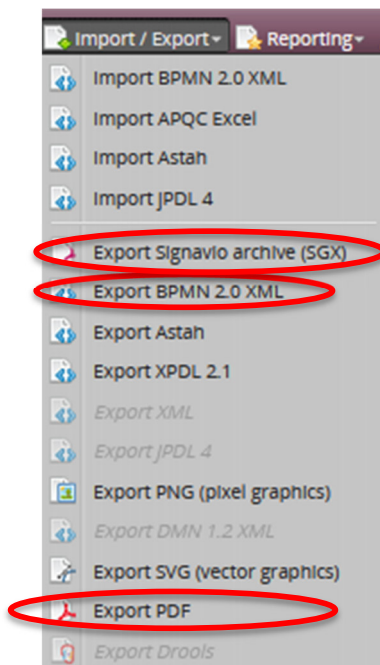 Import / Export Reporting
Import BPMN 2.0 XML
Import APQC Excel
Import Astah
Import JPDL 4
Export Signavio archive (SGX)
Export BPMN 2.0 XML
Export Astah
Export XPDL 2.1
Export XML
Export JPDL 4
Export PNG (pixel graphics)
Export DMN 1.2 XML
Export SVG (vector graphics)
Export PDF
Export Drools